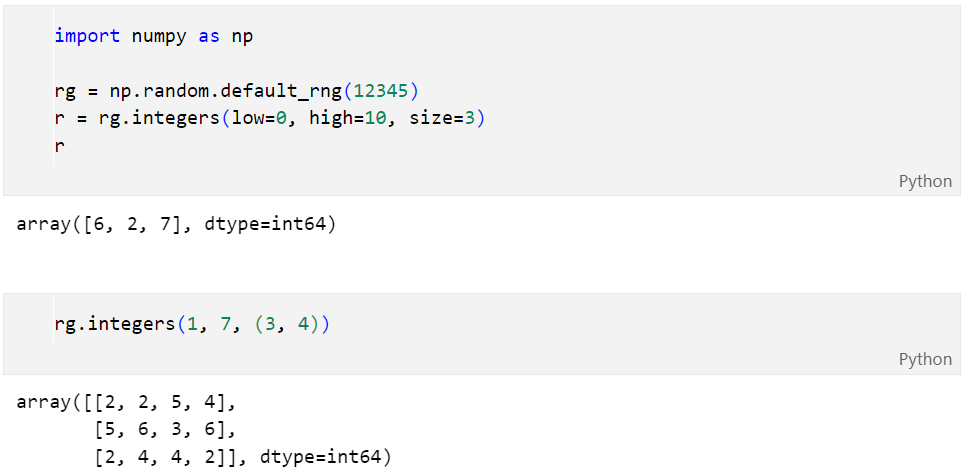 import numpy as np
rg = np.random.default_rng(12345)
r = rg.integers(low=0, high=10, size=3)
r
Python
array([6, 2, 7], dtype=int64)
rg.integers(1, 7, (3, 4))
Python
array([[2, 2, 5, 4],
       [5, 6, 3, 6],
       [2, 4, 4, 2]], dtype=int64)